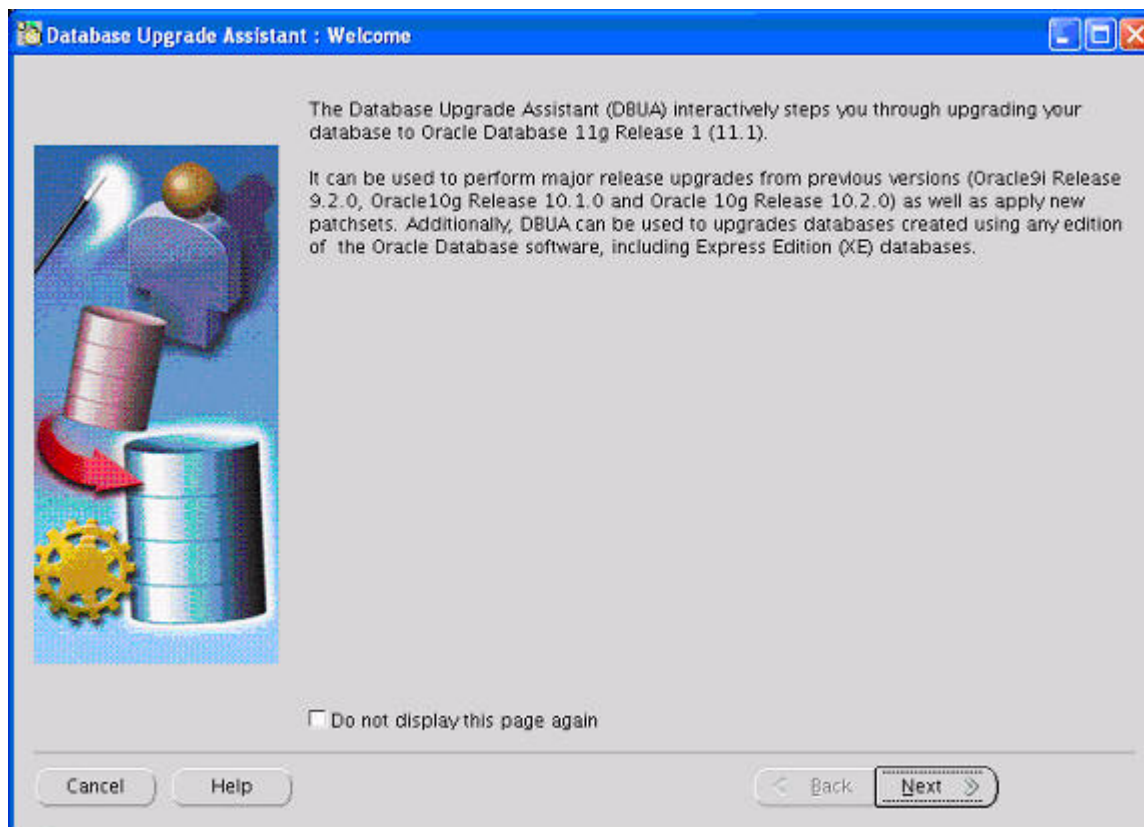 Database Upgrade Assistant : Welcome
The Database Upgrade Assistant (DBUA) interactively steps you through upgrading your
database to Oracle Database 11g Release 1 (11.1).
It can be used to perform major release upgrades from previous versions (Oracle9i Release
9.2.0, Oracle10g Release 10.1.0 and Oracle 10g Release 10.2.0) as well as apply new
patchsets. Additionally, DBUA can be used to upgrades databases created using any edition
of the Oracle Database software, including Express Edition (XE) databases.
Do not display this page again
Cancel
Help
Back
Next